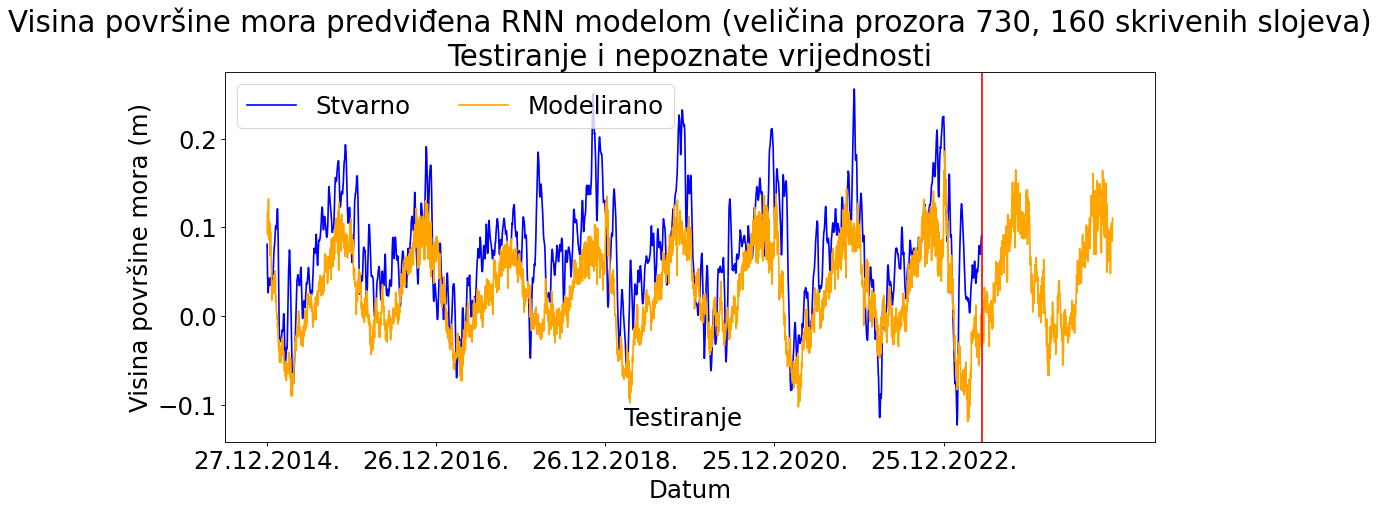 Visina površine mora predviđena RNN modelom (veličina prozora 730, 160 skrivenih slojeva)
Testiranje i nepoznate vrijednosti
Stvarno Modelirano
Visina površine mora (m)
0.2
0.1
0.0
−0.1
Testiranje
27.12.2014. 26.12.2016. 26.12.2018. 25.12.2020. 25.12.2022.
Datum